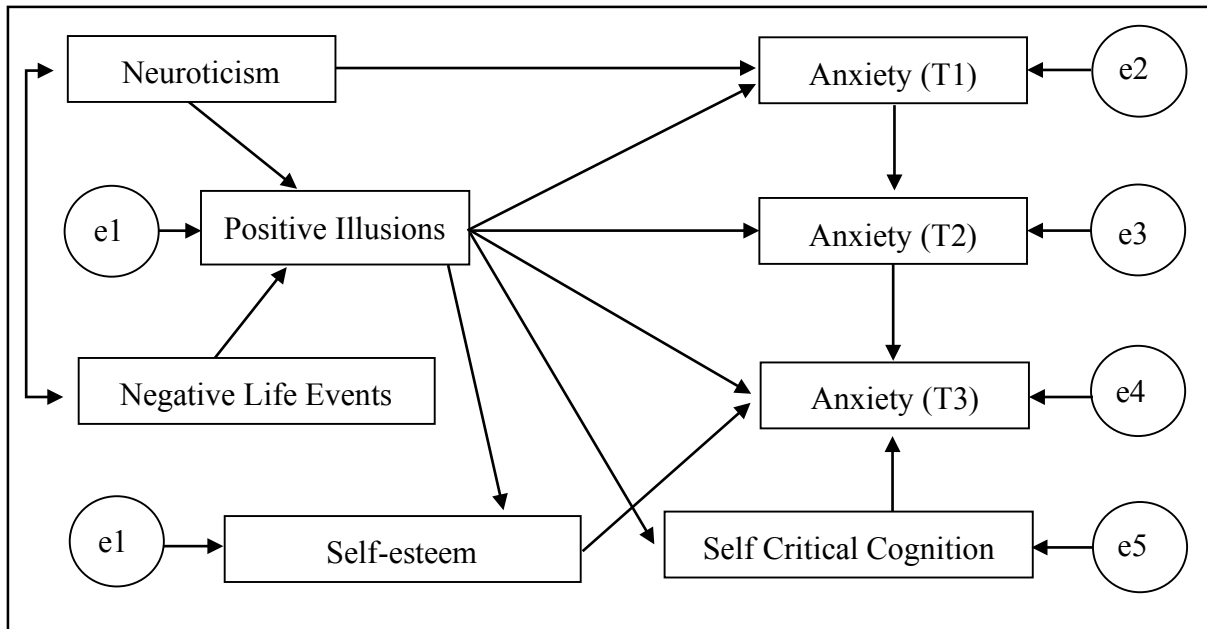 Neuroticism
Anxiety (T1)
e2
e1
Positive Illusions
Anxiety (T2)
e3
Negative Life Events
Anxiety (T3)
e4
e1
Self-esteem
Self Critical Cognition
e5